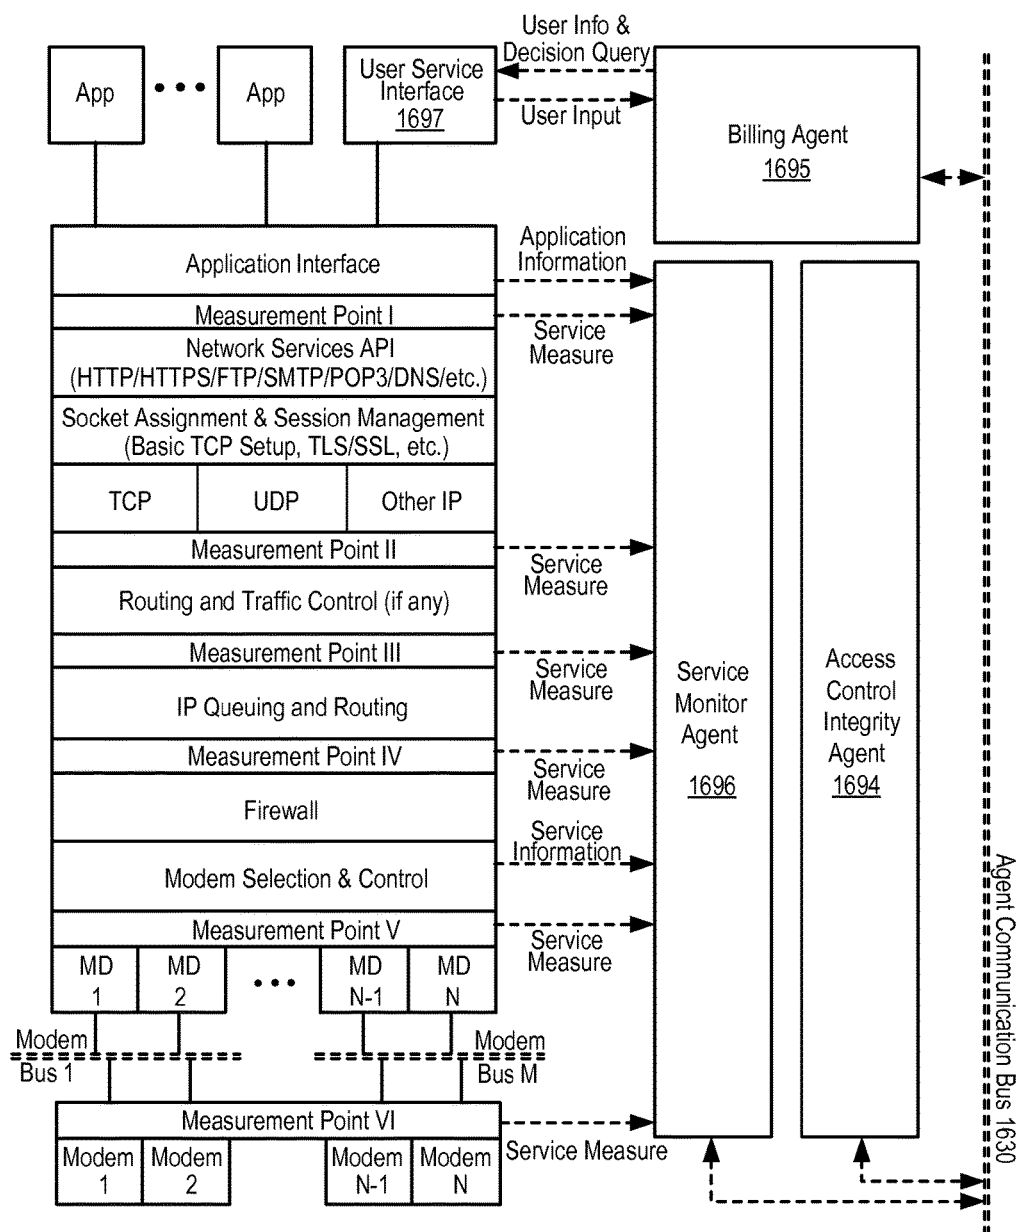 User Info &
Decision Query
App
App
User Service
Interface
1697
User Input
Billing Agent
1695
Application Interface
Application
Information
Measurement Point I
Service
Measure
Network Services API
(HTTP/HTTPS/FTP/SMTP/POP3/DNS/etc.)
Socket Assignment & Session Management
(Basic TCP Setup, TLS/SSL, etc.)
TCP
UDP
Other IP
Measurement Point II
Service
Measure
Routing and Traffic Control (if any)
Measurement Point III
Service
Measure
IP Queuing and Routing
Measurement Point IV
Service
Measure
Firewall
Service
Information
Modem Selection & Control
Measurement Point V
Service
Measure
MD
1
MD
2
MD
N-1
MD
N
Modem
Bus 1
Modem
Bus M
Measurement Point VI
Service Measure
Modem
1
Modem
2
Modem
N-1
Modem
N
Service
Monitor
Agent
1696
Access
Control
Integrity
Agent
1694
Agent Communication Bus 1630